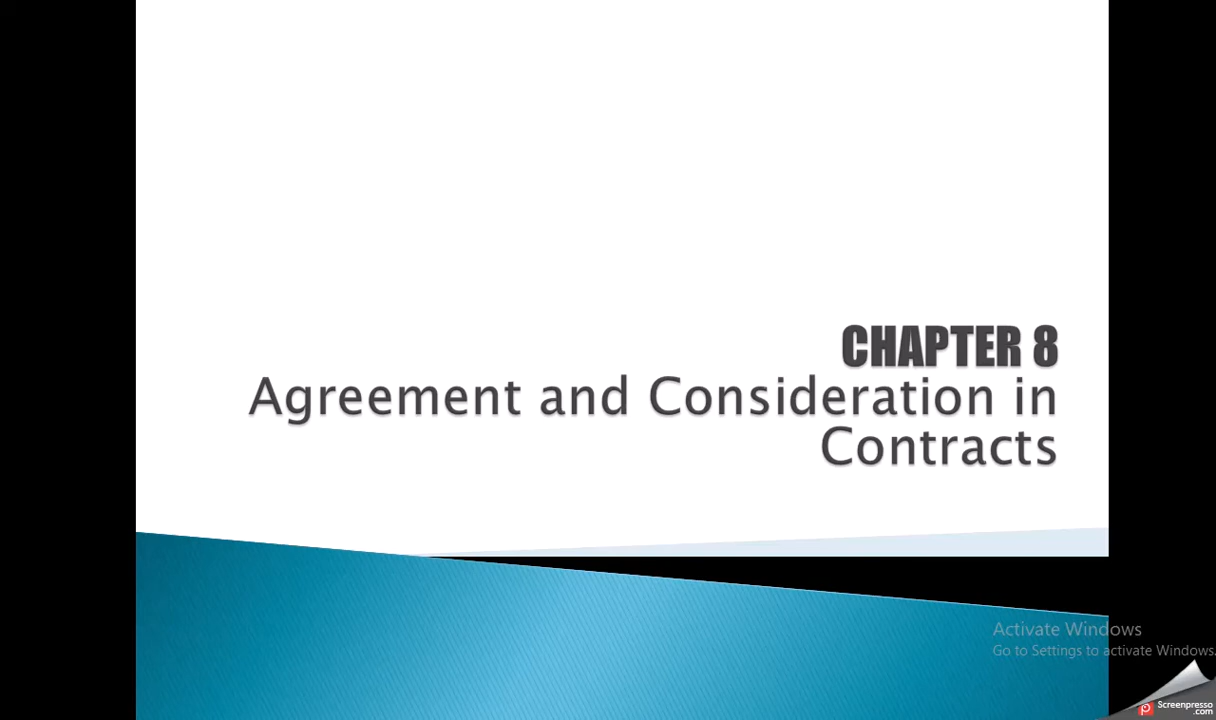 CHAPTER 8
Agreement and Consideration in
Contracts
Activate Windows
Go to Settings to activate Windows.
Screenpresso
.com